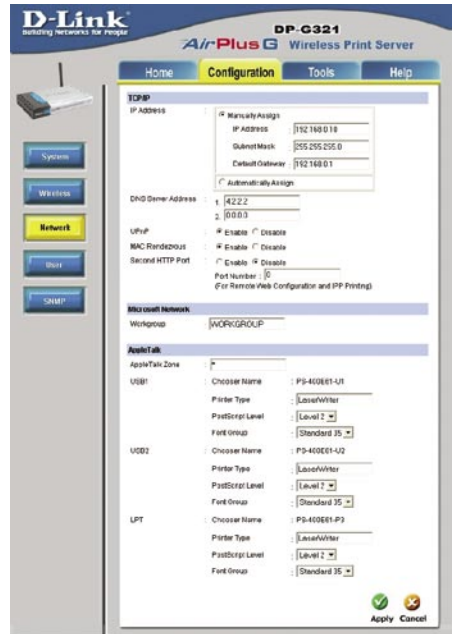 D-Link
Building Networks for People
DP-G321
AirPlus G Wireless Print Server
Home Configuration Tools Help
System
Wireless
Network
User
SNMP
TCP/IP
IP Address :
Manually Assign
IP Address : 192.168.0.10
Subnet Mask : 255.255.255.0
Default Gateway : 192.168.0.1
Automatically Assign
DNS Server Address : 1. 4.2.2.2
2. 0.0.0.0
UPnP : Enable Disable
MAC Rendezvous : Enable Disable
Second HTTP Port : Enable Disable
Port Number : 0
(For Remote Web Configuration and IPP Printing)
Microsoft Network
Workgroup : WORKGROUP
AppleTalk
AppleTalk Zone : *
USB1 : Chooser Name : PS-400E61-U1
Printer Type : LaserWriter
PostScript Level : Level 2
Font Group : Standard 35
USB2 : Chooser Name : PS-400E61-U2
Printer Type : LaserWriter
PostScript Level : Level 2
Font Group : Standard 35
LPT : Chooser Name : PS-400E61-P3
Printer Type : LaserWriter
PostScript Level : Level 2
Font Group : Standard 35
Apply Cancel